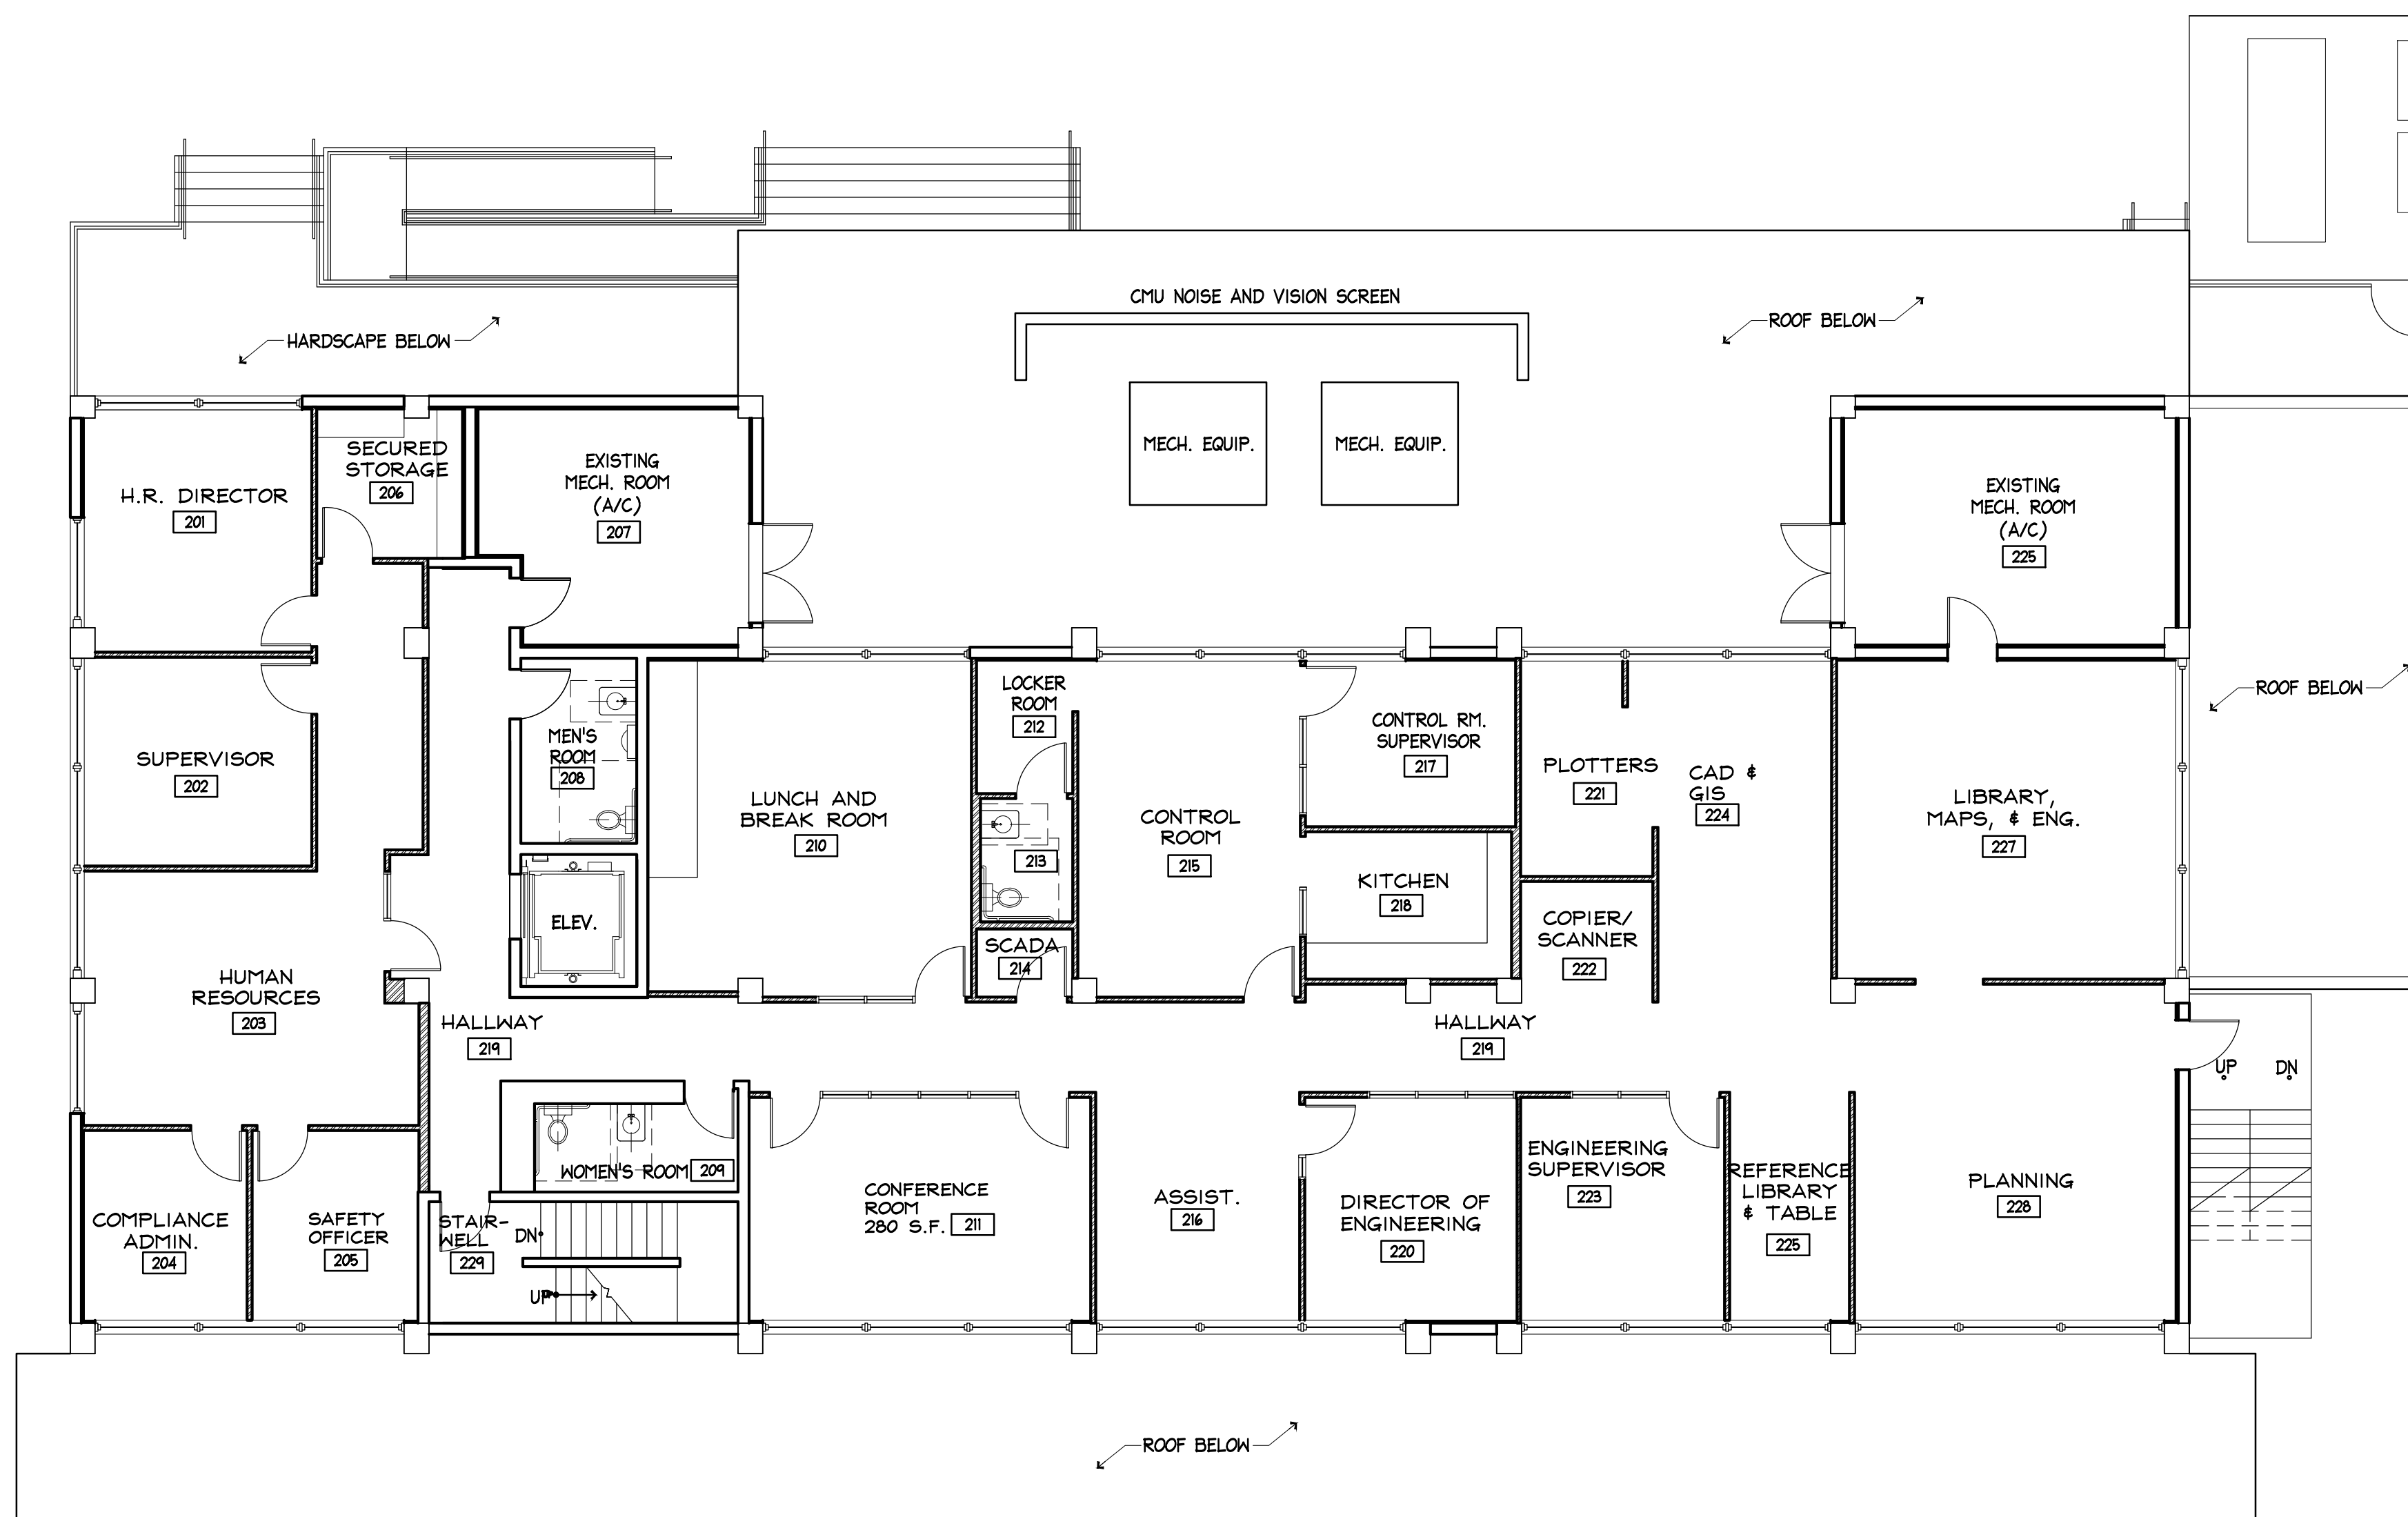 CMU NOISE AND VISION SCREEN
HARDSCAPE BELOW
ROOF BELOW
MECH. EQUIP.
MECH. EQUIP.
H.R. DIRECTOR
201
SECURED
STORAGE
206
EXISTING
MECH. ROOM
(A/C)
207
EXISTING
MECH. ROOM
(A/C)
225
ROOF BELOW
SUPERVISOR
202
MEN'S
ROOM
208
LUNCH AND
BREAK ROOM
210
LOCKER
ROOM
212
213
CONTROL
ROOM
215
CONTROL RM.
SUPERVISOR
217
PLOTTERS
221
CAD &
GIS
224
LIBRARY,
MAPS, & ENG.
227
ELEV.
SCADA
214
KITCHEN
218
COPIER/
SCANNER
222
HUMAN
RESOURCES
203
HALLWAY
219
HALLWAY
219
UP
DN
WOMEN'S ROOM 209
COMPLIANCE
ADMIN.
204
SAFETY
OFFICER
205
STAIR-
WELL
229
DN
UP
CONFERENCE
ROOM
280 S.F. 211
ASSIST.
216
DIRECTOR OF
ENGINEERING
220
ENGINEERING
SUPERVISOR
223
REFERENCE
LIBRARY
& TABLE
225
PLANNING
228
ROOF BELOW